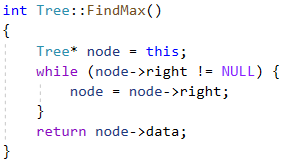 int Tree::FindMax()
{
    Tree* node = this;
    while (node->right != NULL) {
        node = node->right;
    }
    return node->data;
}